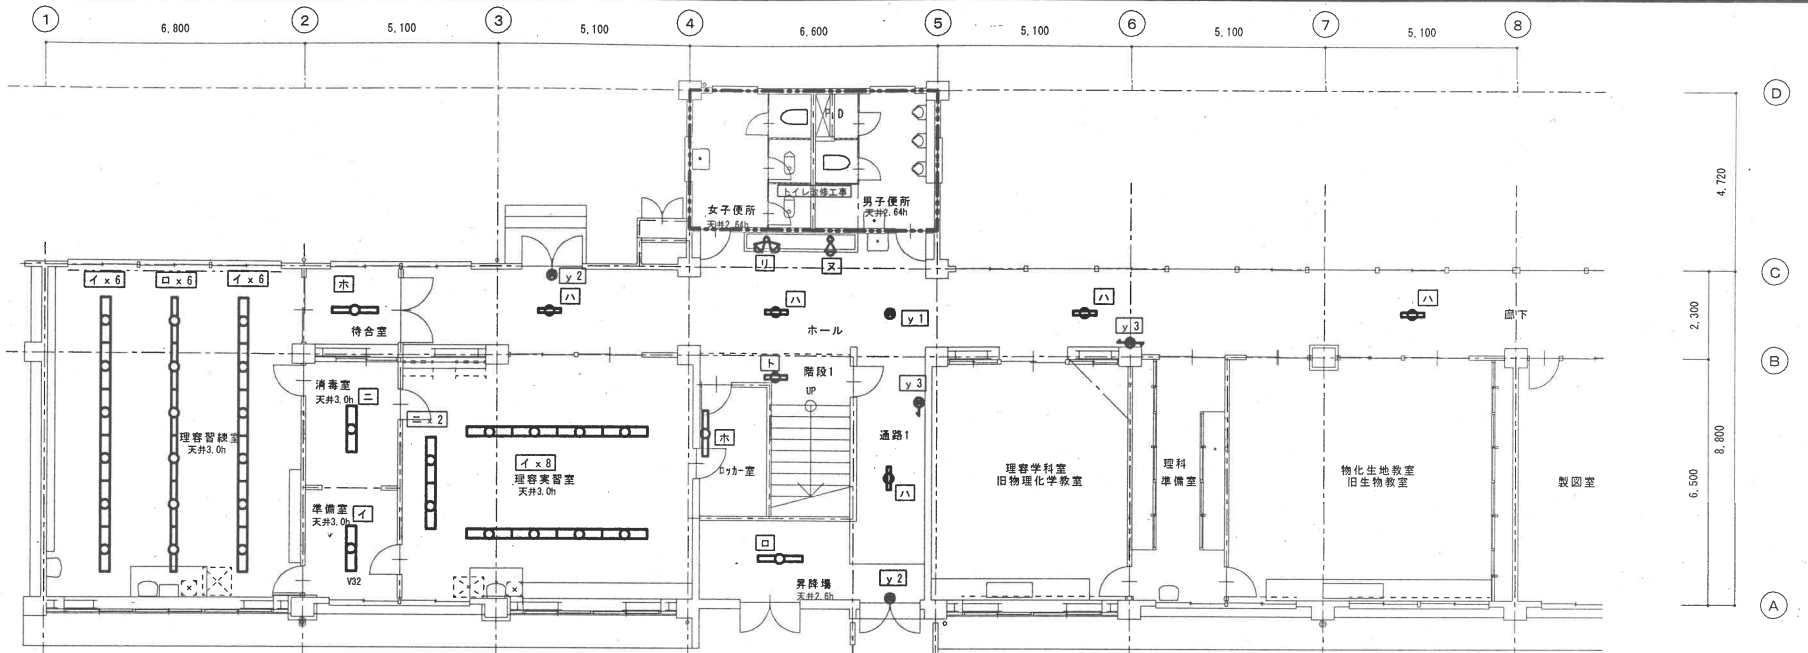 1 2 3 4 5 6 7 8
6,800 5,100 5,100 6,600 5,100 5,100 5,100
D
PD
4,720
トイレ改修工事
女子便所
天井2.64h
男子便所
天井2.64h
リ
ヌ
C
イ x 6
ロ x 6
イ x 6
ホ
y 2
ハ
ハ
y 1
ハ
y 3
ハ
待合室
ホール
廊下
2,300
B
ト
階段1
UP
消毒室
天井3.0h
ニ
ニ x 2
y 3
理容習練室
天井3.0h
ホ
ロッカー室
通路1
イ x 8
理容実習室
天井3.0h
ハ
理容学科室
旧物理化学教室
理科
準備室
物化生地教室
旧生物教室
製図室
6,500
8,800
準備室
天井3.0h
イ
V32
ロ
昇降場
天井2.6h
y 2
A